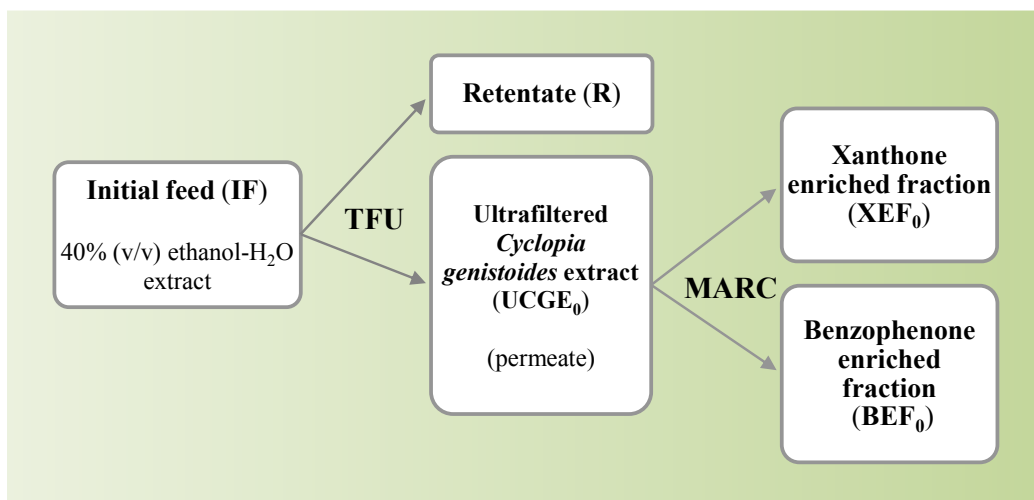 Initial feed (IF)
40% (v/v) ethanol-H₂O
extract
TFU
Retentate (R)
Ultrafiltered
Cyclopia
genistoides extract
(UCGE₀)
(permeate)
MARC
Xanthone
enriched fraction
(XEF₀)
Benzophenone
enriched
fraction
(BEF₀)